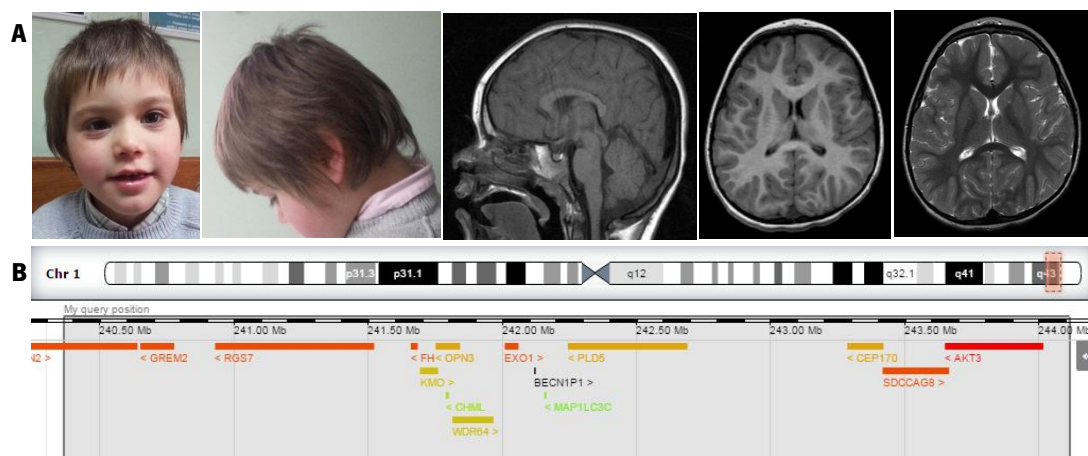 A
B
Chr 1
p31.3
p31.1
q12
q32.1
q41
q43
My query position
240.50 Mb
241.00 Mb
241.50 Mb
242.00 Mb
242.50 Mb
243.00 Mb
243.50 Mb
244.00 Mb
N2 >
< GREM2
< RGS7
< FH
< OPN3
EXO1 >
< PLD5
< CEP170
< AKT3
KMO >
BECN1P1 >
SDCCAG8 >
< CHML
< MAP1LC3C
WDR64 >